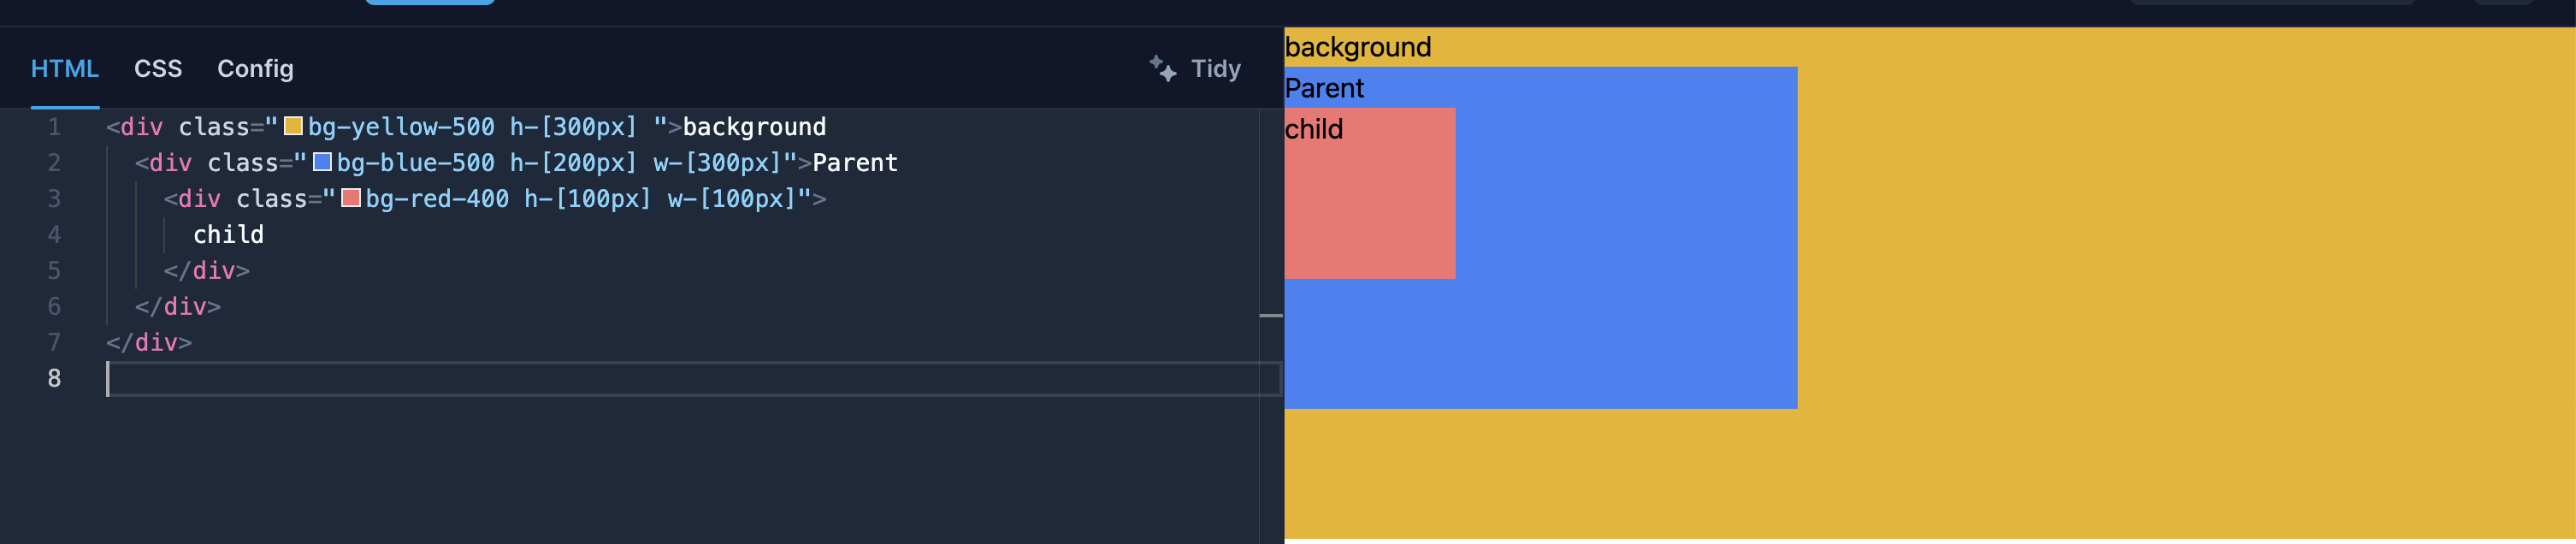 HTML CSS Config Tidy
1 <div class="bg-yellow-500 h-[300px] ">background
2 <div class="bg-blue-500 h-[200px] w-[300px]">Parent
3 <div class="bg-red-400 h-[100px] w-[100px]">
4 child
5 </div>
6 </div>
7 </div>
8
background
Parent
child